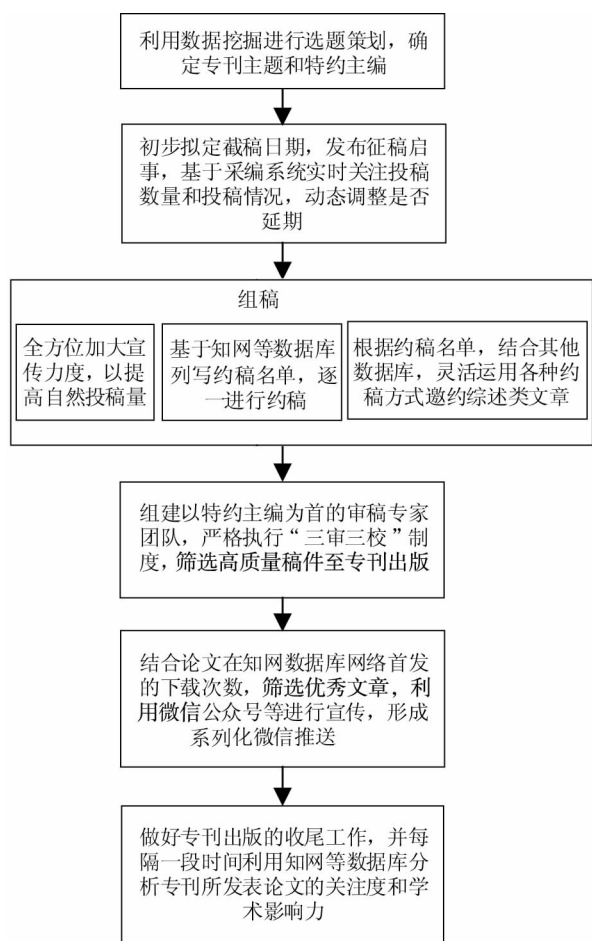 利用数据挖掘进行选题策划，确
定专刊主题和特约主编
初步拟定截稿日期，发布征稿启
事，基于采编系统实时关注投稿
数量和投稿情况，动态调整是否
延期
组稿
全方位加大宣
传力度，以提
高自然投稿量
基于知网等数据库
列写约稿名单，逐
一进行约稿
根据约稿名单，结合其他
数据库，灵活运用各种约
稿方式邀约综述类文章
组建以特约主编为首的审稿专家
团队，严格执行“三审三校”制
度，筛选高质量稿件至专刊出版
结合论文在知网数据库网络首发
的下载次数，筛选优秀文章，利
用微信公众号等进行宣传，形成
系列化微信推送
做好专刊出版的收尾工作，并每
隔一段时间利用知网等数据库分
析专刊所发表论文的关注度和学
术影响力